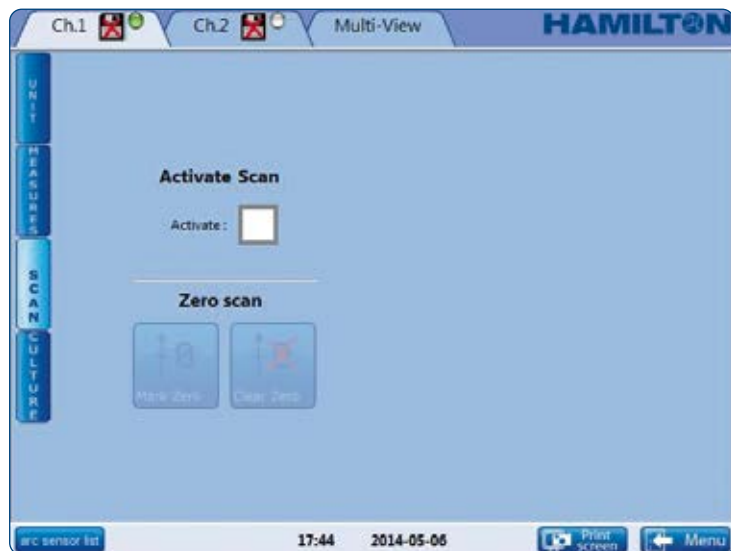 Ch.1 Ch.2 Multi-View HAMILTON
UNIT
MEASURES
SCAN
CULTURE
Activate Scan
Activate :
Zero scan
Mark Zero Clear Zero
arc sensor list 17:44 2014-05-06 Print screen Menu